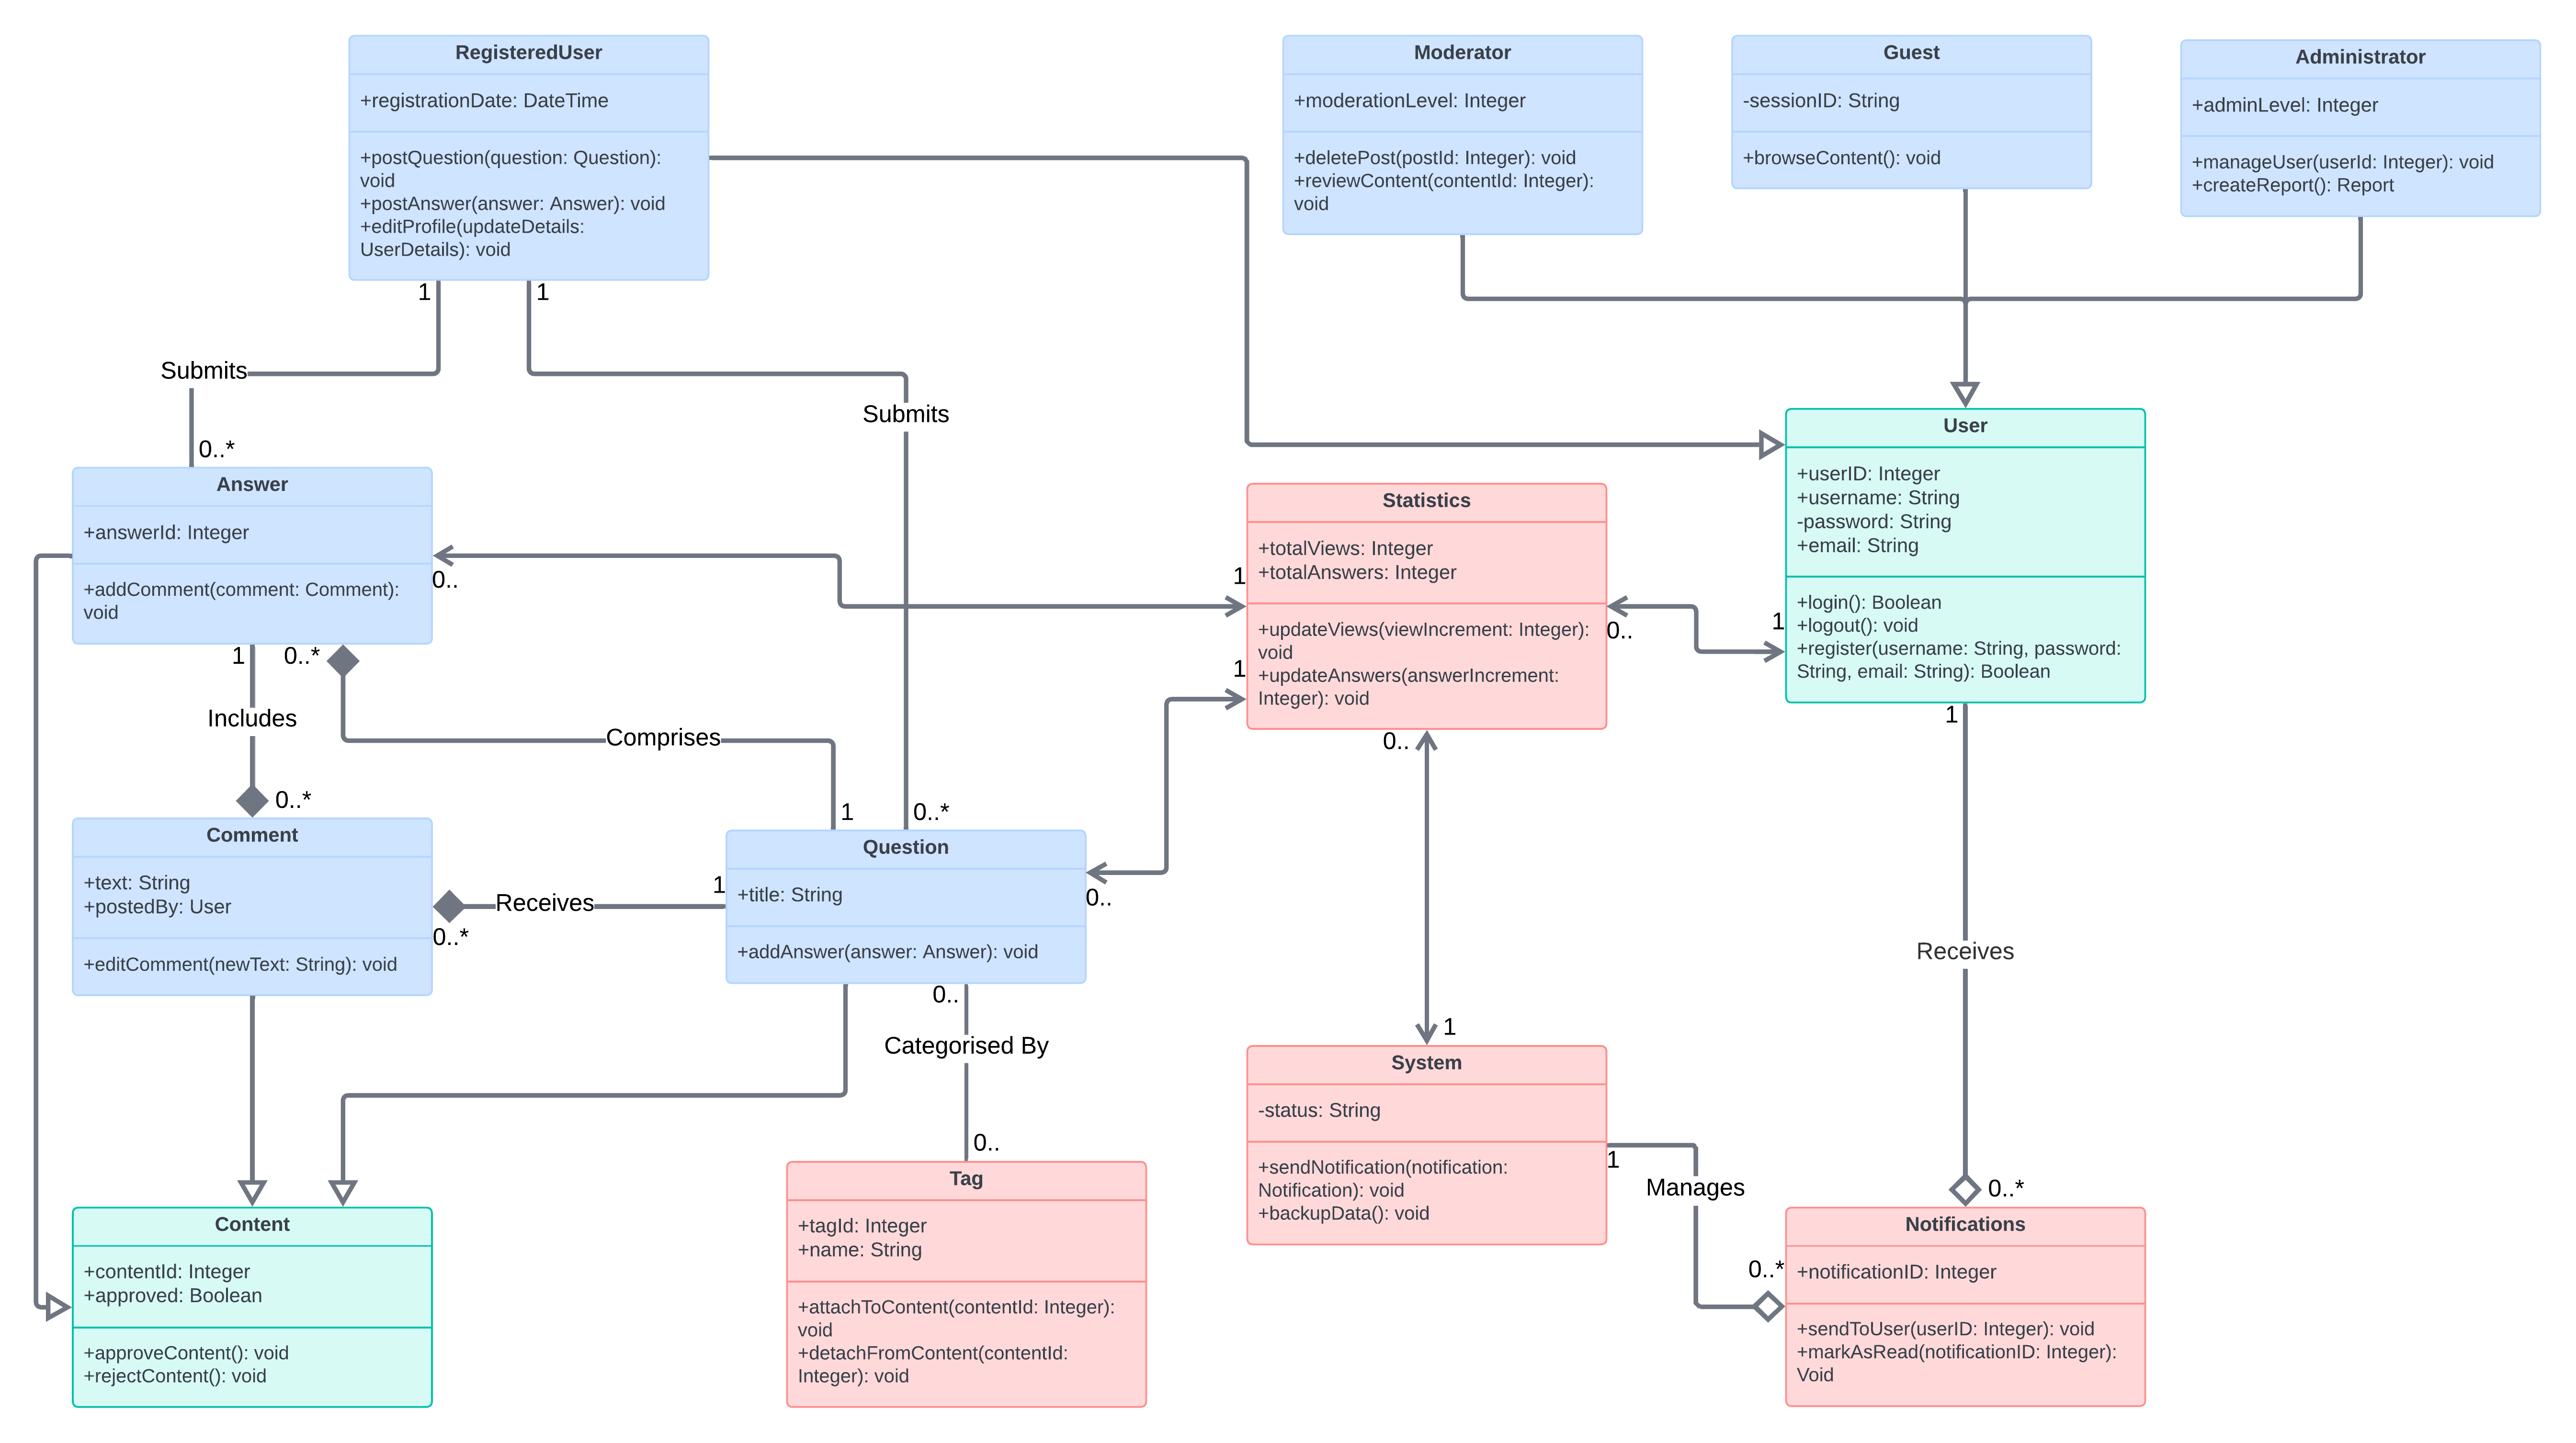 RegisteredUser
+registrationDate: DateTime
+postQuestion(question: Question):
void
+postAnswer(answer: Answer): void
+editProfile(updateDetails:
UserDetails): void
Moderator
+moderationLevel: Integer
+deletePost(postId: Integer): void
+reviewContent(contentId: Integer):
void
Guest
-sessionID: String
+browseContent(): void
Administrator
+adminLevel: Integer
+manageUser(userId: Integer): void
+createReport(): Report
1
1
Submits
Submits
0..*
Answer
+answerId: Integer
+addComment(comment: Comment):
void
0..
1
Statistics
+totalViews: Integer
+totalAnswers: Integer
+updateViews(viewIncrement: Integer):
void
+updateAnswers(answerIncrement:
Integer): void
1
0..
1
User
+userID: Integer
+username: String
-password: String
+email: String
+login(): Boolean
+logout(): void
+register(username: String, password:
String, email: String): Boolean
1
0..*
Includes
Comprises
0..*
1
0..*
0..
1
Comment
+text: String
+postedBy: User
+editComment(newText: String): void
Receives
1
0..*
Question
+title: String
+addAnswer(answer: Answer): void
0..
Receives
0..
Categorised By
0..
1
System
-status: String
+sendNotification(notification:
Notification): void
+backupData(): void
1
Manages
0..*
0..*
Content
+contentId: Integer
+approved: Boolean
+approveContent(): void
+rejectContent(): void
Tag
+tagId: Integer
+name: String
+attachToContent(contentId: Integer):
void
+detachFromContent(contentId:
Integer): void
Notifications
+notificationID: Integer
+sendToUser(userID: Integer): void
+markAsRead(notificationID: Integer):
Void